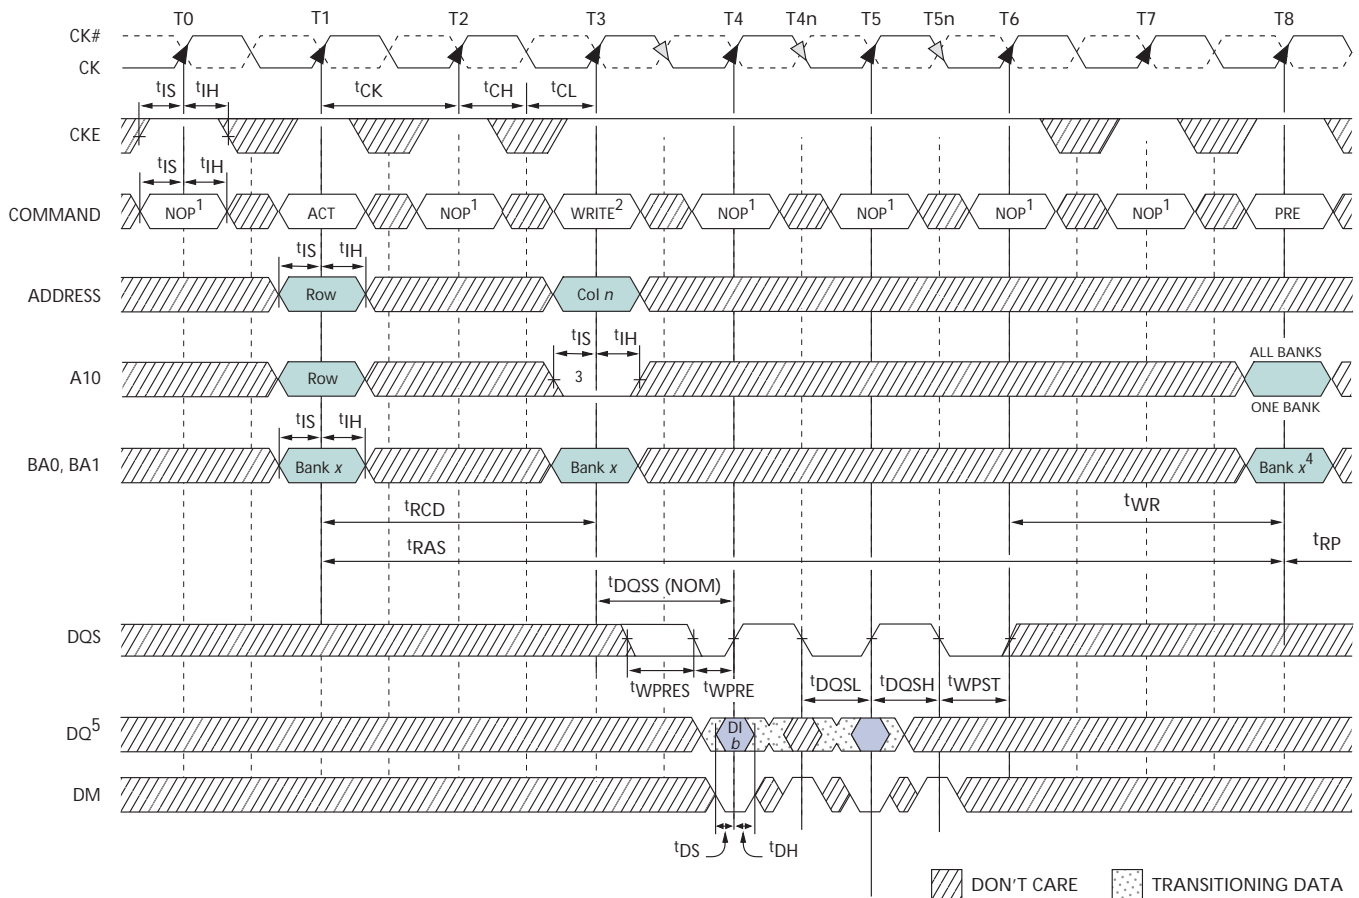 T0 T1 T2 T3 T4 T4n T5 T5n T6 T7 T8
CK#
CK
tIS tIH tCK tCH tCL
CKE
tIS tIH
COMMAND NOP1 ACT NOP1 WRITE2 NOP1 NOP1 NOP1 NOP1 PRE
tIS tIH
ADDRESS Row Col n
tIS tIH
ALL BANKS
A10 Row 3
ONE BANK
tIS tIH
BA0, BA1 Bank x Bank x Bank x4
tRCD tWR
tRAS tRP
tDQSS (NOM)
DQS
tWPRES tWPRE tDQSL tDQSH tWPST
DQ5 DI
b
DM
tDS tDH
DON'T CARE TRANSITIONING DATA